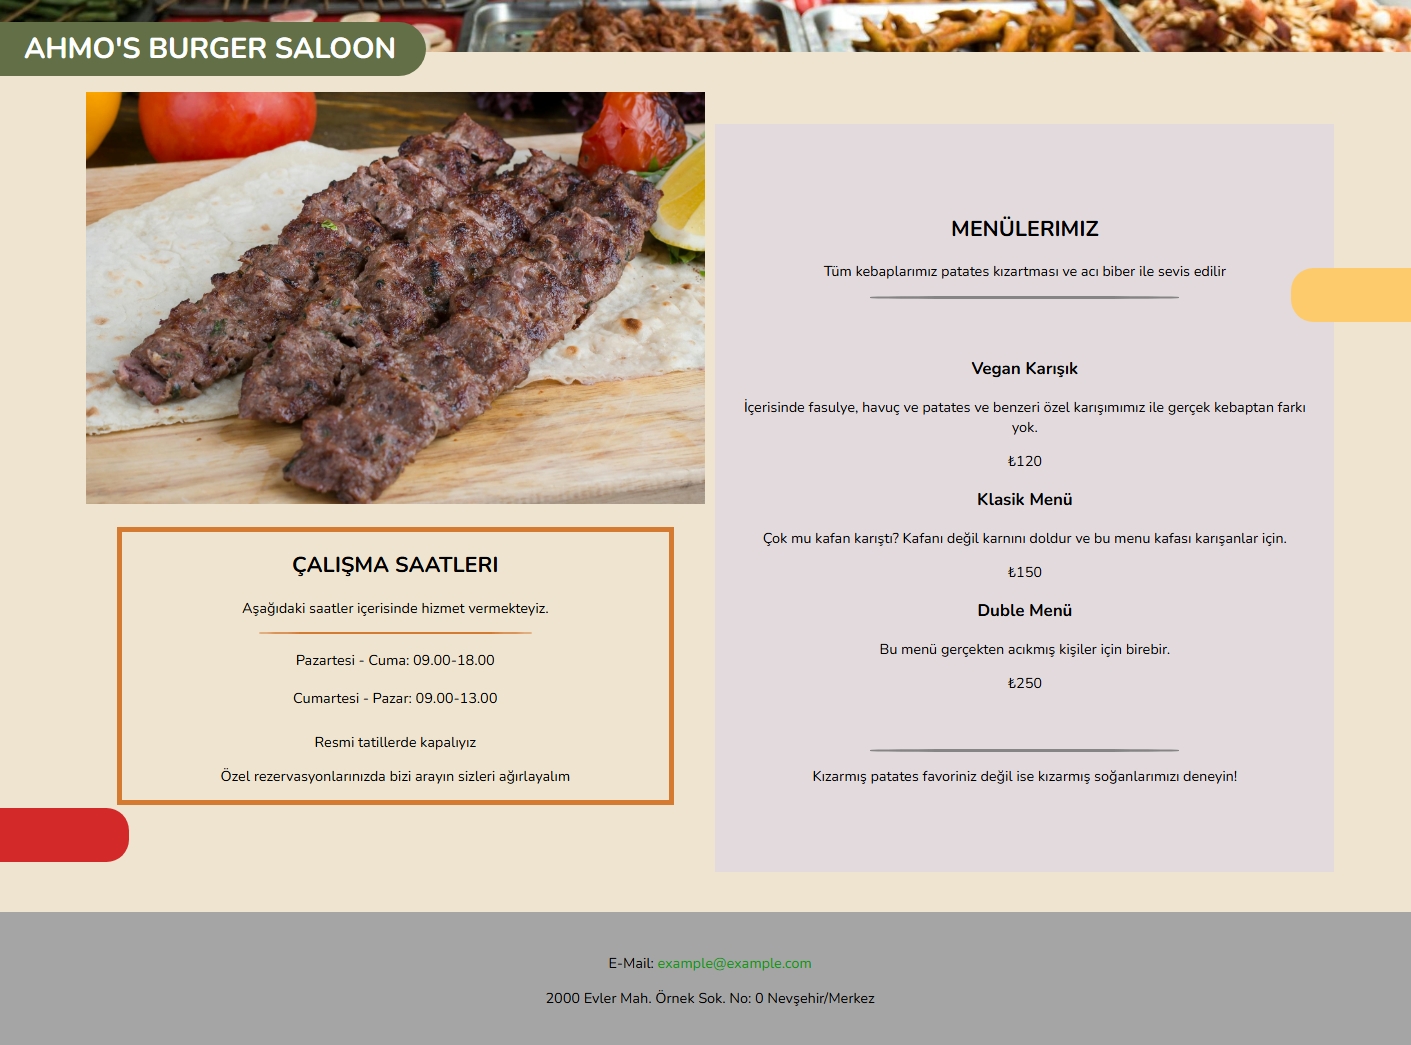 AHMO'S BURGER SALOON
MENÜLERIMIZ
Tüm kebaplarımız patates kızartması ve acı biber ile sevis edilir
Vegan Karışık
İçerisinde fasulye, havuç ve patates ve benzeri özel karışımımız ile gerçek kebaptan farkı
yok.
₺120
Klasik Menü
Çok mu kafan karıştı? Kafanı değil karnını doldur ve bu menu kafası karışanlar için.
₺150
Duble Menü
Bu menü gerçekten acıkmış kişiler için birebir.
₺250
Kızarmış patates favoriniz değil ise kızarmış soğanlarımızı deneyin!
ÇALIŞMA SAATLERI
Aşağıdaki saatler içerisinde hizmet vermekteyiz.
Pazartesi - Cuma: 09.00-18.00
Cumartesi - Pazar: 09.00-13.00
Resmi tatillerde kapalıyız
Özel rezervasyonlarınızda bizi arayın sizleri ağırlayalım
E-Mail: example@example.com
2000 Evler Mah. Örnek Sok. No: 0 Nevşehir/Merkez